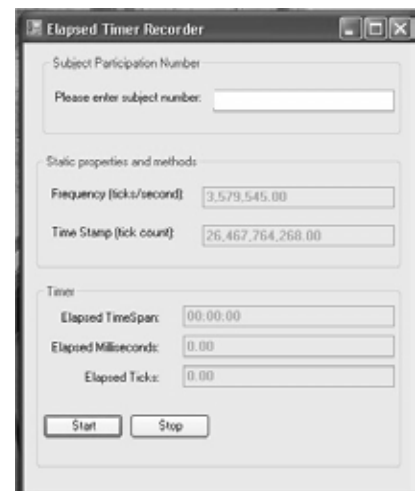 Elapsed Timer Recorder
Subject Participation Number
Please enter subject number:
Static properties and methods
Frequency (ticks/second): 3,579,545.00
Time Stamp (tick count): 26,467,764,268.00
Timer
Elapsed TimeSpan: 00:00:00
Elapsed Milliseconds: 0.00
Elapsed Ticks: 0.00
Start Stop